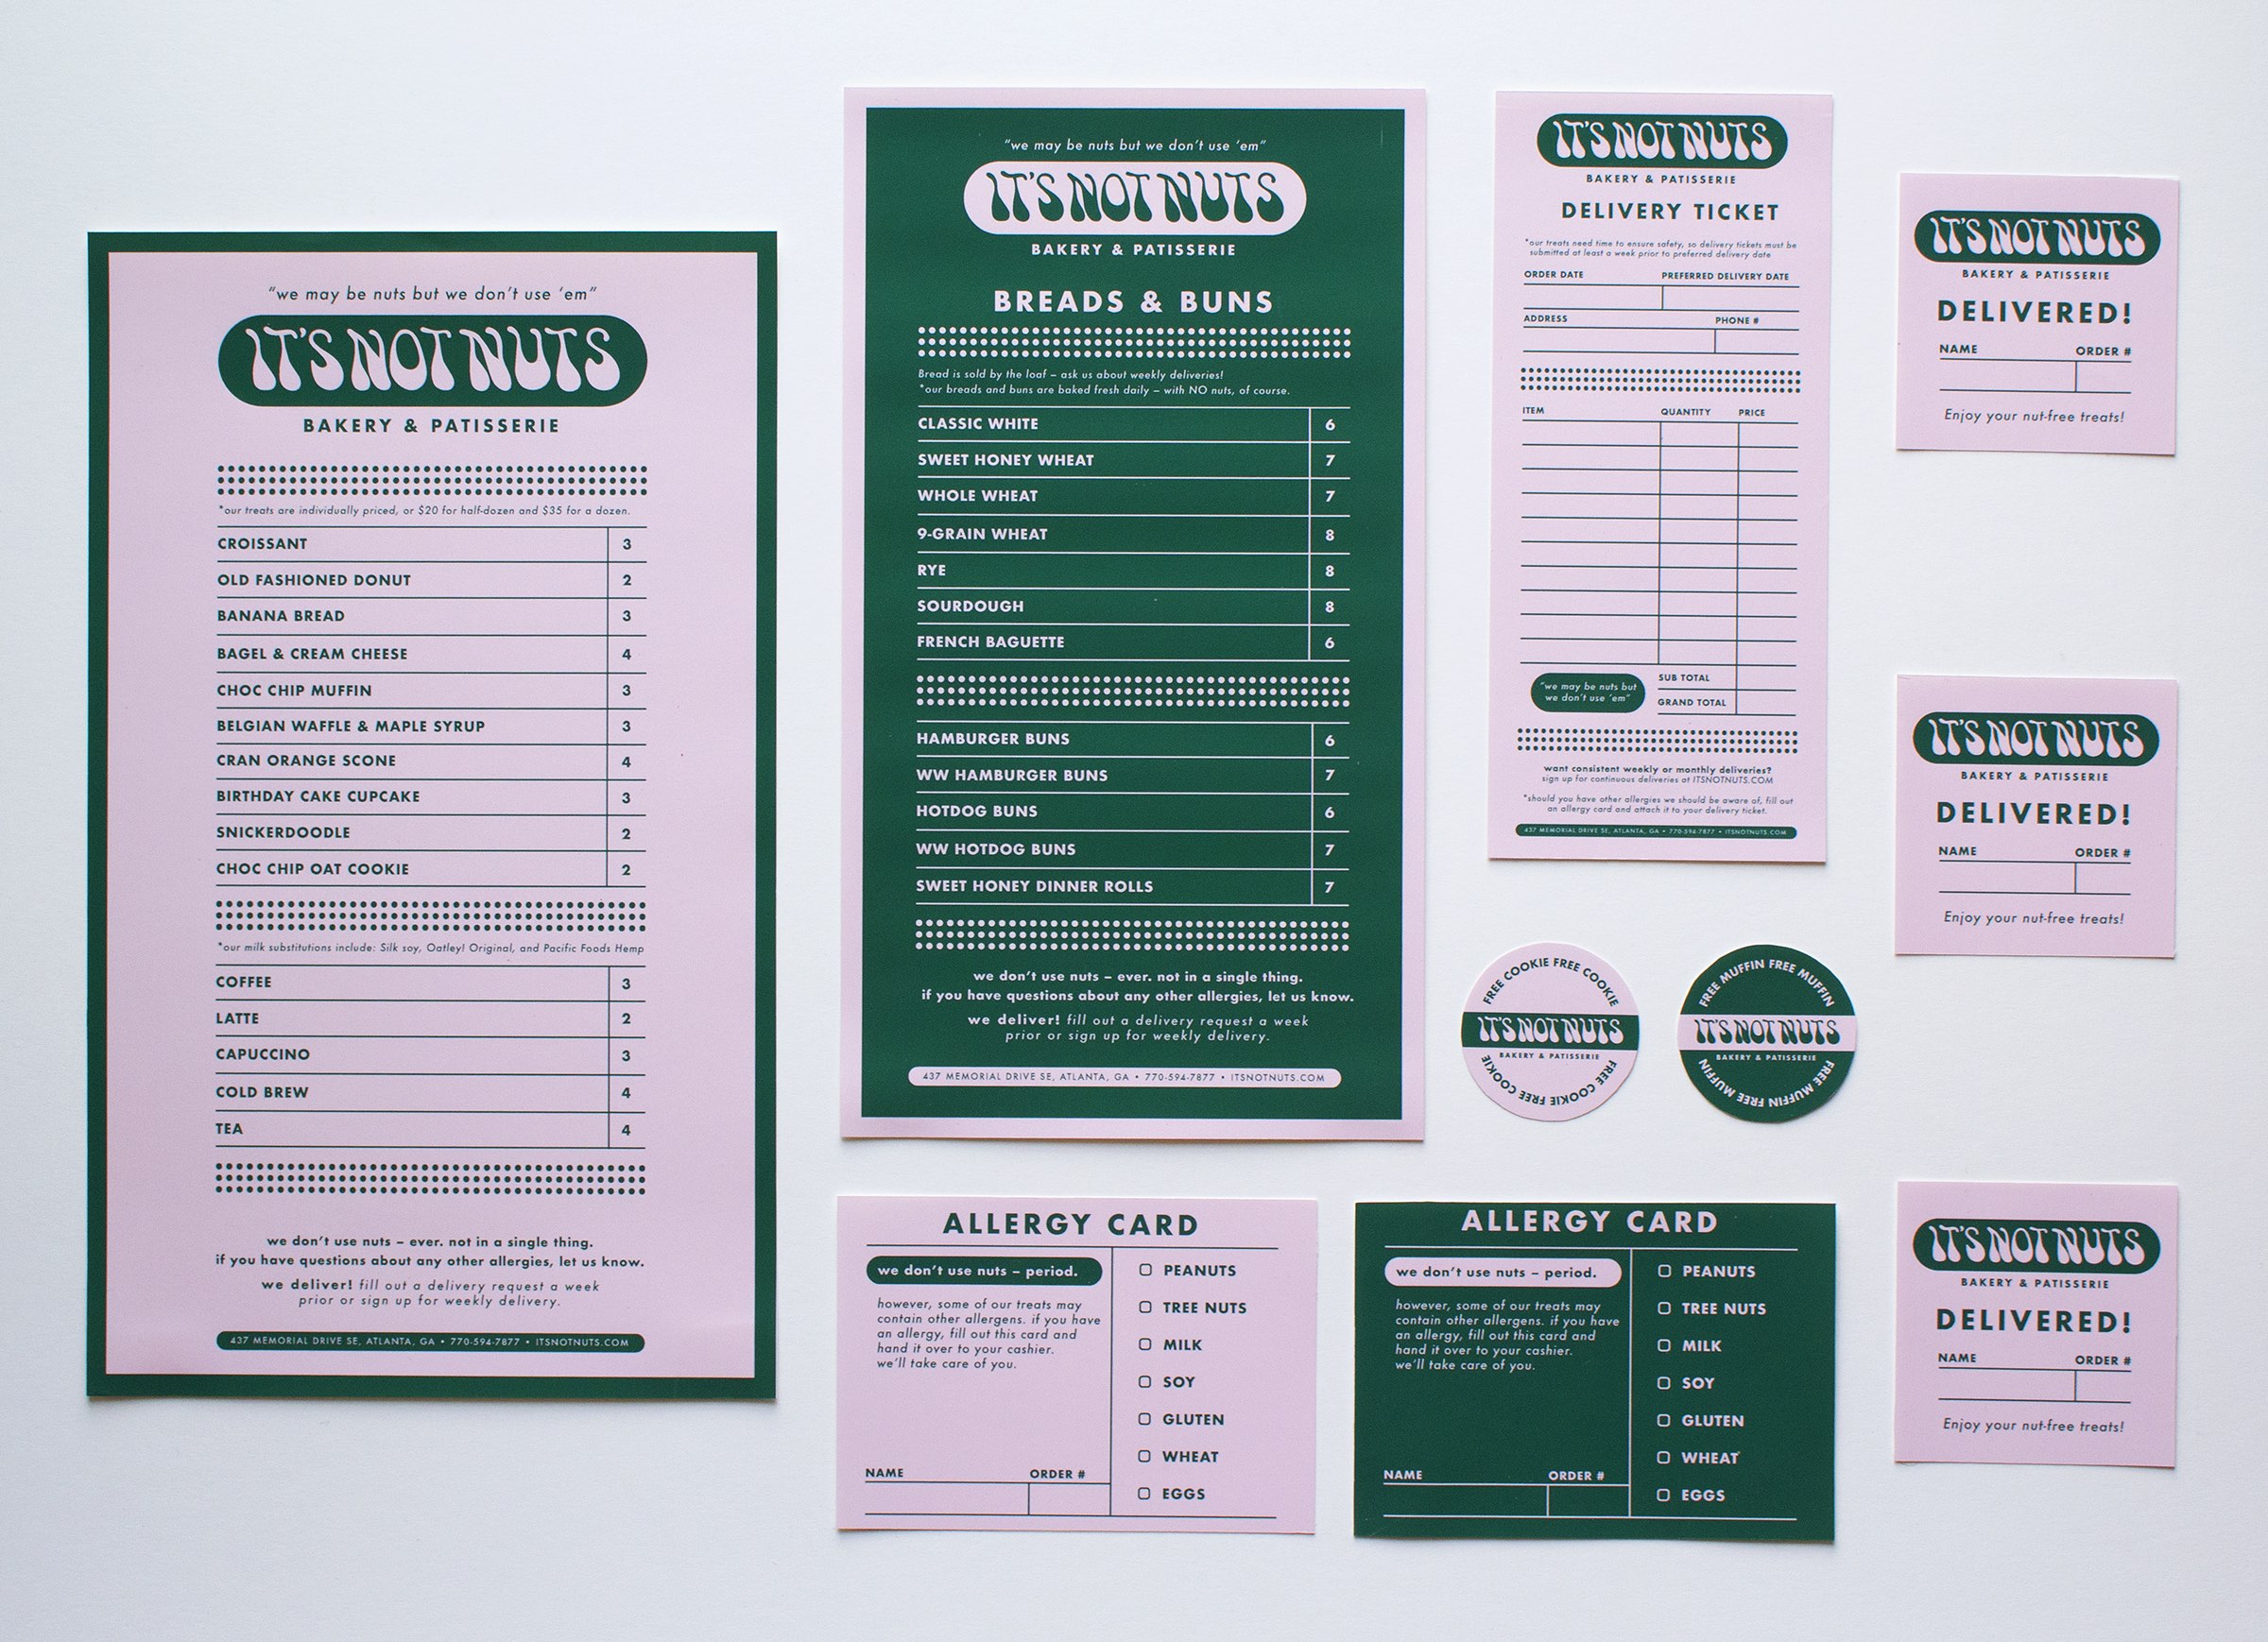 "we may be nuts but we don't use 'em"
IT'S NOT NUTS
BAKERY & PATISSERIE
*our treats are individually priced, or $20 for half-dozen and $35 for a dozen.
CROISSANT 3
OLD FASHIONED DONUT 2
BANANA BREAD 3
BAGEL & CREAM CHEESE 4
CHOC CHIP MUFFIN 3
BELGIAN WAFFLE & MAPLE SYRUP 3
CRAN ORANGE SCONE 4
BIRTHDAY CAKE CUPCAKE 3
SNICKERDOODLE 2
CHOC CHIP OAT COOKIE 2
*our milk substitutions include: Silk soy, Oatley! Original, and Pacific Foods Hemp
COFFEE 3
LATTE 2
CAPUCCINO 3
COLD BREW 4
TEA 4
we don't use nuts – ever. not in a single thing.
if you have questions about any other allergies, let us know.
we deliver! fill out a delivery request a week
prior or sign up for weekly delivery.
437 MEMORIAL DRIVE SE, ATLANTA, GA • 770-594-7877 • ITSNOTNUTS.COM
"we may be nuts but we don't use 'em"
IT'S NOT NUTS
BAKERY & PATISSERIE
BREADS & BUNS
Bread is sold by the loaf – ask us about weekly deliveries!
*our breads and buns are baked fresh daily – with NO nuts, of course.
CLASSIC WHITE 6
SWEET HONEY WHEAT 7
WHOLE WHEAT 7
9-GRAIN WHEAT 8
RYE 8
SOURDOUGH 8
FRENCH BAGUETTE 6
HAMBURGER BUNS 6
WW HAMBURGER BUNS 7
HOTDOG BUNS 6
WW HOTDOG BUNS 7
SWEET HONEY DINNER ROLLS 7
we don't use nuts – ever. not in a single thing.
if you have questions about any other allergies, let us know.
we deliver! fill out a delivery request a week
prior or sign up for weekly delivery.
437 MEMORIAL DRIVE SE, ATLANTA, GA • 770-594-7877 • ITSNOTNUTS.COM
IT'S NOT NUTS
BAKERY & PATISSERIE
DELIVERY TICKET
*our treats need time to ensure safety, so delivery tickets must be
submitted at least a week prior to preferred delivery date
ORDER DATE PREFERRED DELIVERY DATE
ADDRESS PHONE #
ITEM QUANTITY PRICE
"we may be nuts but
we don't use 'em"
SUB TOTAL
GRAND TOTAL
want consistent weekly or monthly deliveries?
sign up for continuous deliveries at ITSNOTNUTS.COM
*should you have other allergies we should be aware of, fill out
an allergy card and attach it to your delivery ticket.
437 MEMORIAL DRIVE SE, ATLANTA, GA • 770-594-7877 • ITSNOTNUTS.COM
FREE COOKIE FREE COOKIE
IT'S NOT NUTS
BAKERY & PATISSERIE
FREE COOKIE FREE COOKIE
FREE MUFFIN FREE MUFFIN
IT'S NOT NUTS
BAKERY & PATISSERIE
FREE MUFFIN FREE MUFFIN
ALLERGY CARD
we don't use nuts – period.
however, some of our treats may
contain other allergens. if you have
an allergy, fill out this card and
hand it over to your cashier.
we'll take care of you.
NAME ORDER #
PEANUTS
TREE NUTS
MILK
SOY
GLUTEN
WHEAT
EGGS
ALLERGY CARD
we don't use nuts – period.
however, some of our treats may
contain other allergens. if you have
an allergy, fill out this card and
hand it over to your cashier.
we'll take care of you.
NAME ORDER #
PEANUTS
TREE NUTS
MILK
SOY
GLUTEN
WHEAT
EGGS
IT'S NOT NUTS
BAKERY & PATISSERIE
DELIVERED!
NAME ORDER #
Enjoy your nut-free treats!
IT'S NOT NUTS
BAKERY & PATISSERIE
DELIVERED!
NAME ORDER #
Enjoy your nut-free treats!
IT'S NOT NUTS
BAKERY & PATISSERIE
DELIVERED!
NAME ORDER #
Enjoy your nut-free treats!